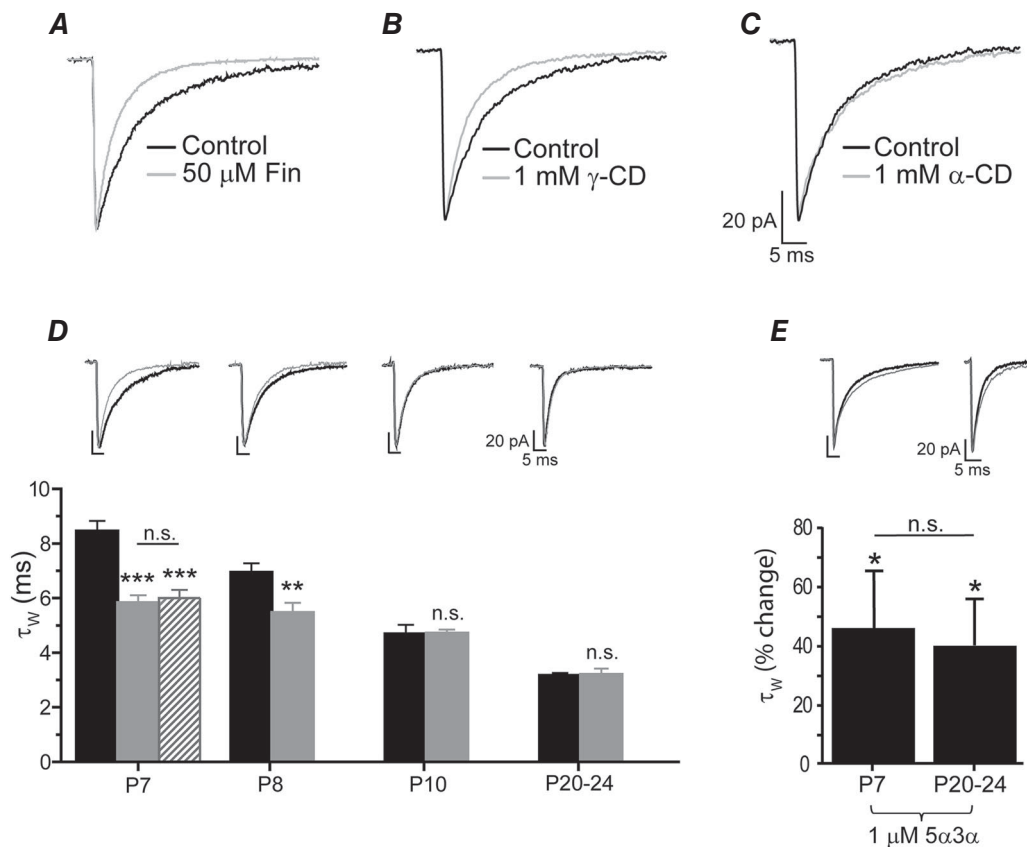 A
Control
50 μM Fin
B
Control
1 mM γ-CD
C
Control
1 mM α-CD
20 pA
5 ms
D
20 pA
5 ms
10
8
6
4
2
0
τw (ms)
n.s.
*** ***
**
n.s.
n.s.
P7 P8 P10 P20-24
E
20 pA
5 ms
80
60
40
20
0
τw (% change)
n.s.
* *
P7 P20-24
1 μM 5α3α